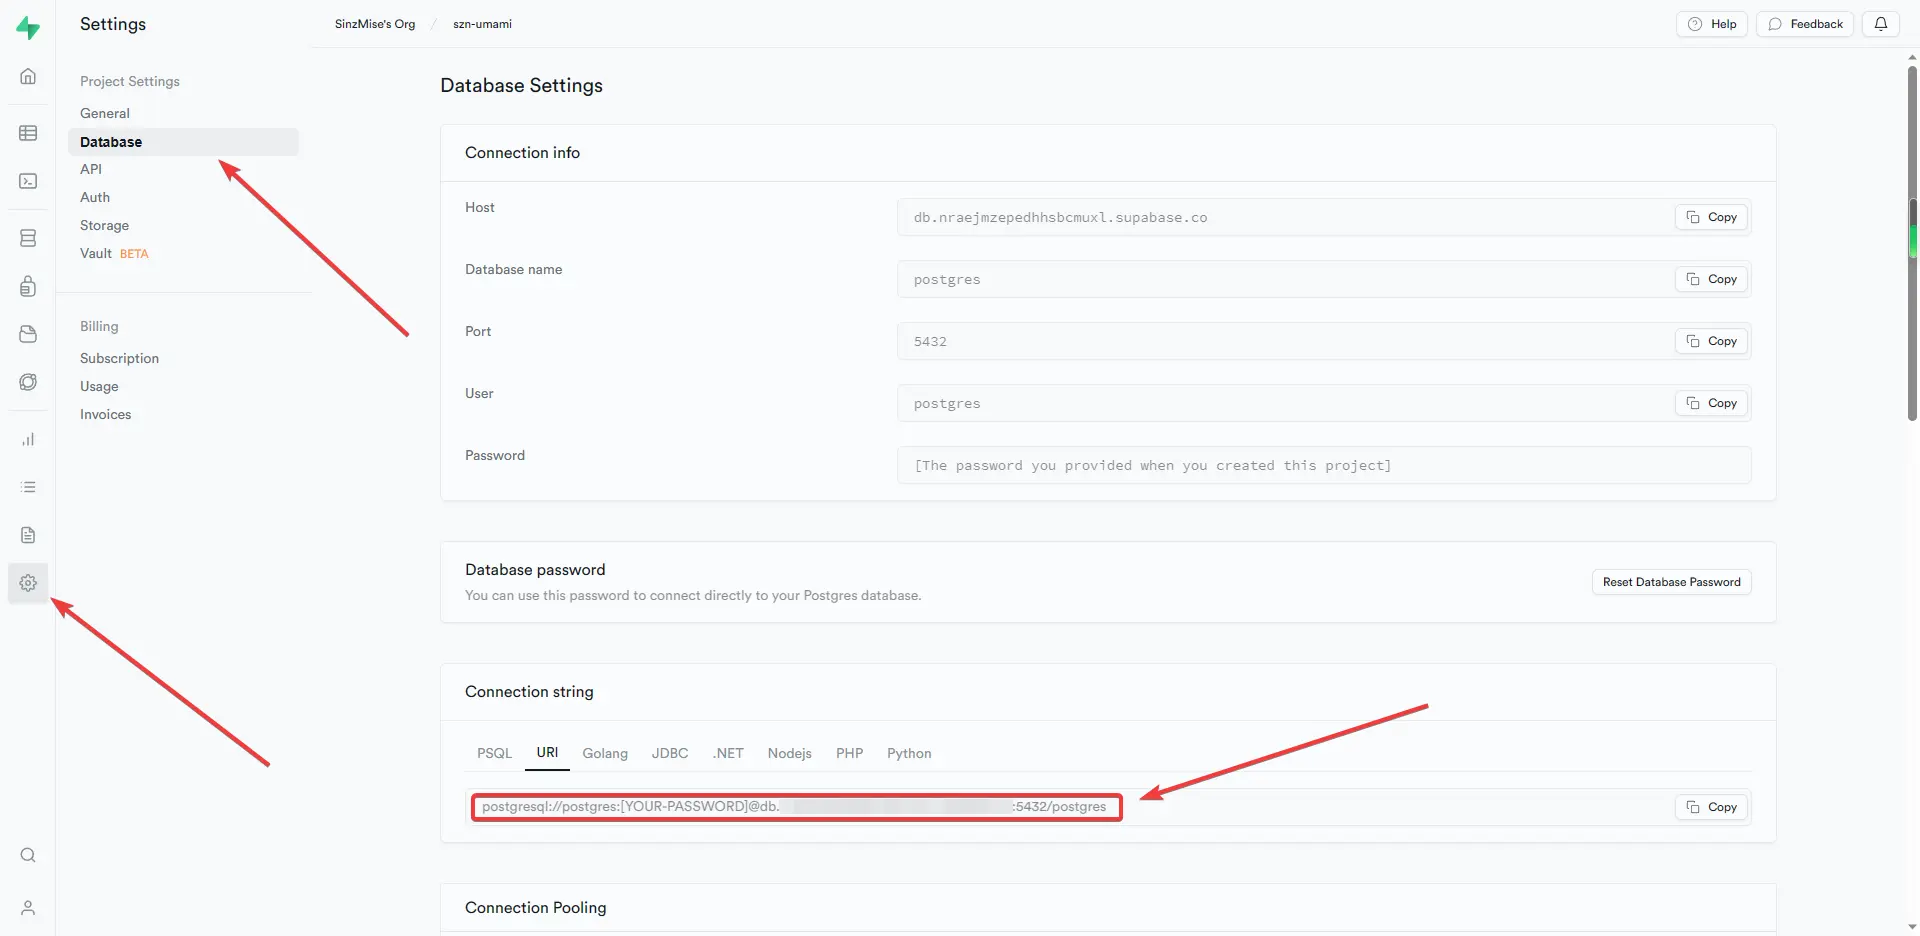 Settings
SinzMise's Org / szn-umami
Help
Feedback
Project Settings
General
Database
API
Auth
Storage
Vault BETA
Billing
Subscription
Usage
Invoices
Database Settings
Connection info
Host
db.nraejmzepedhhsbcmuxl.supabase.co
Copy
Database name
postgres
Copy
Port
5432
Copy
User
postgres
Copy
Password
[The password you provided when you created this project]
Database password
You can use this password to connect directly to your Postgres database.
Reset Database Password
Connection string
PSQL URI Golang JDBC .NET Nodejs PHP Python
postgresql://postgres:[YOUR-PASSWORD]@db. :5432/postgres
Copy
Connection Pooling